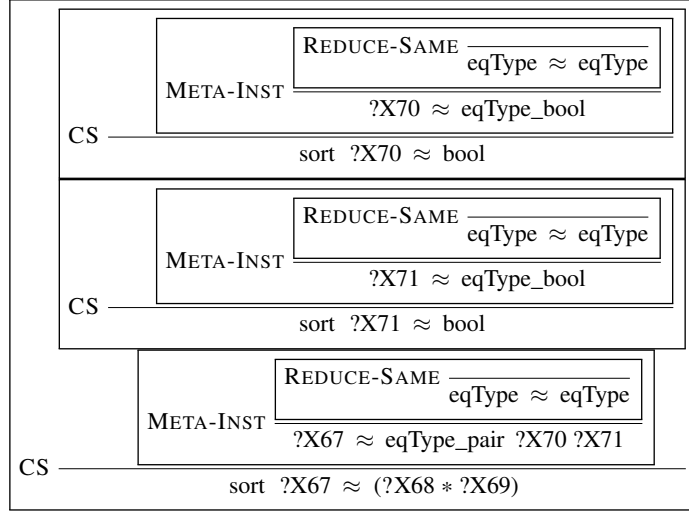 REDUCE-SAME
eqType ≈ eqType
META-INST
?X70 ≈ eqType_bool
CS
sort ?X70 ≈ bool
REDUCE-SAME
eqType ≈ eqType
META-INST
?X71 ≈ eqType_bool
CS
sort ?X71 ≈ bool
REDUCE-SAME
eqType ≈ eqType
META-INST
?X67 ≈ eqType_pair ?X70 ?X71
CS
sort ?X67 ≈ (?X68 ∗ ?X69)